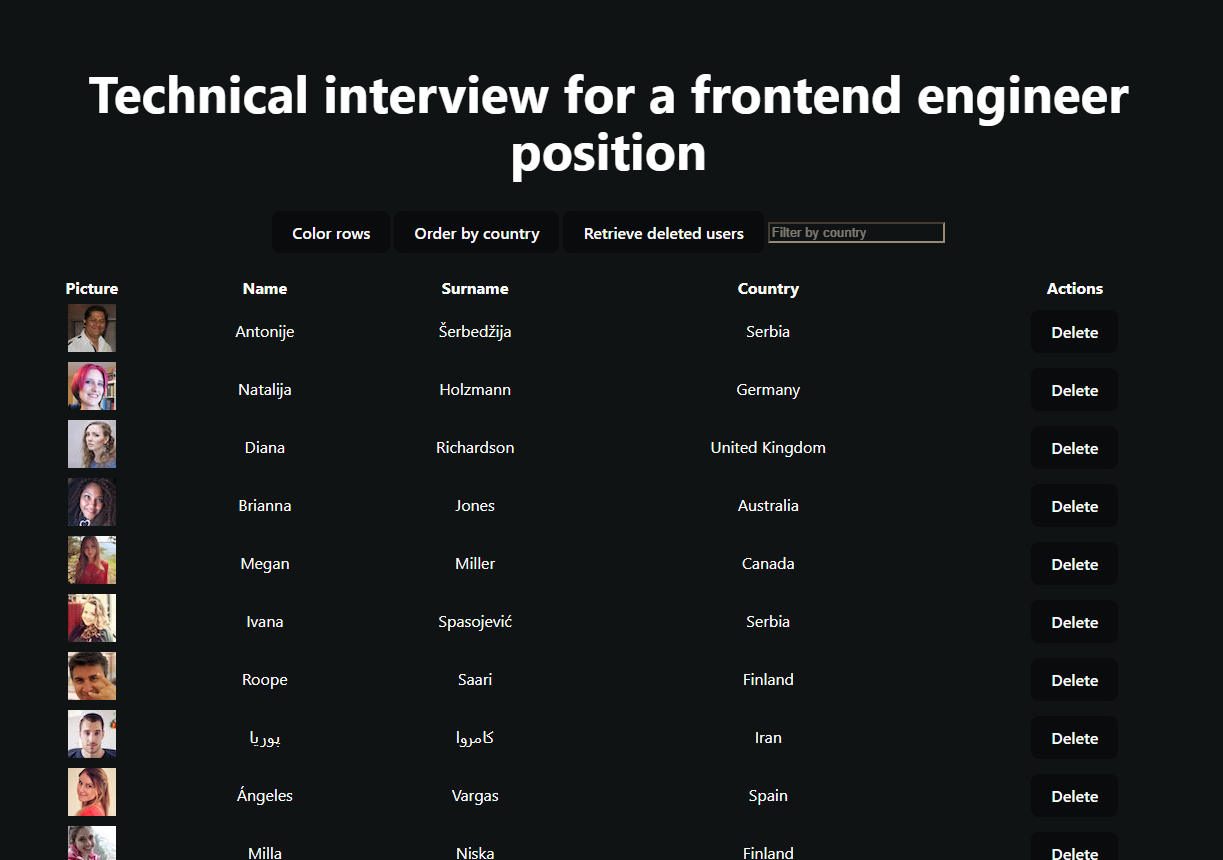 Technical interview for a frontend engineer
position
Color rows Order by country Retrieve deleted users Filter by country
Picture Name Surname Country Actions
Antonije Šerbedžija Serbia Delete
Natalija Holzmann Germany Delete
Diana Richardson United Kingdom Delete
Brianna Jones Australia Delete
Megan Miller Canada Delete
Ivana Spasojević Serbia Delete
Roope Saari Finland Delete
پوریا کامروا Iran Delete
Ángeles Vargas Spain Delete
Milla Niska Finland Delete